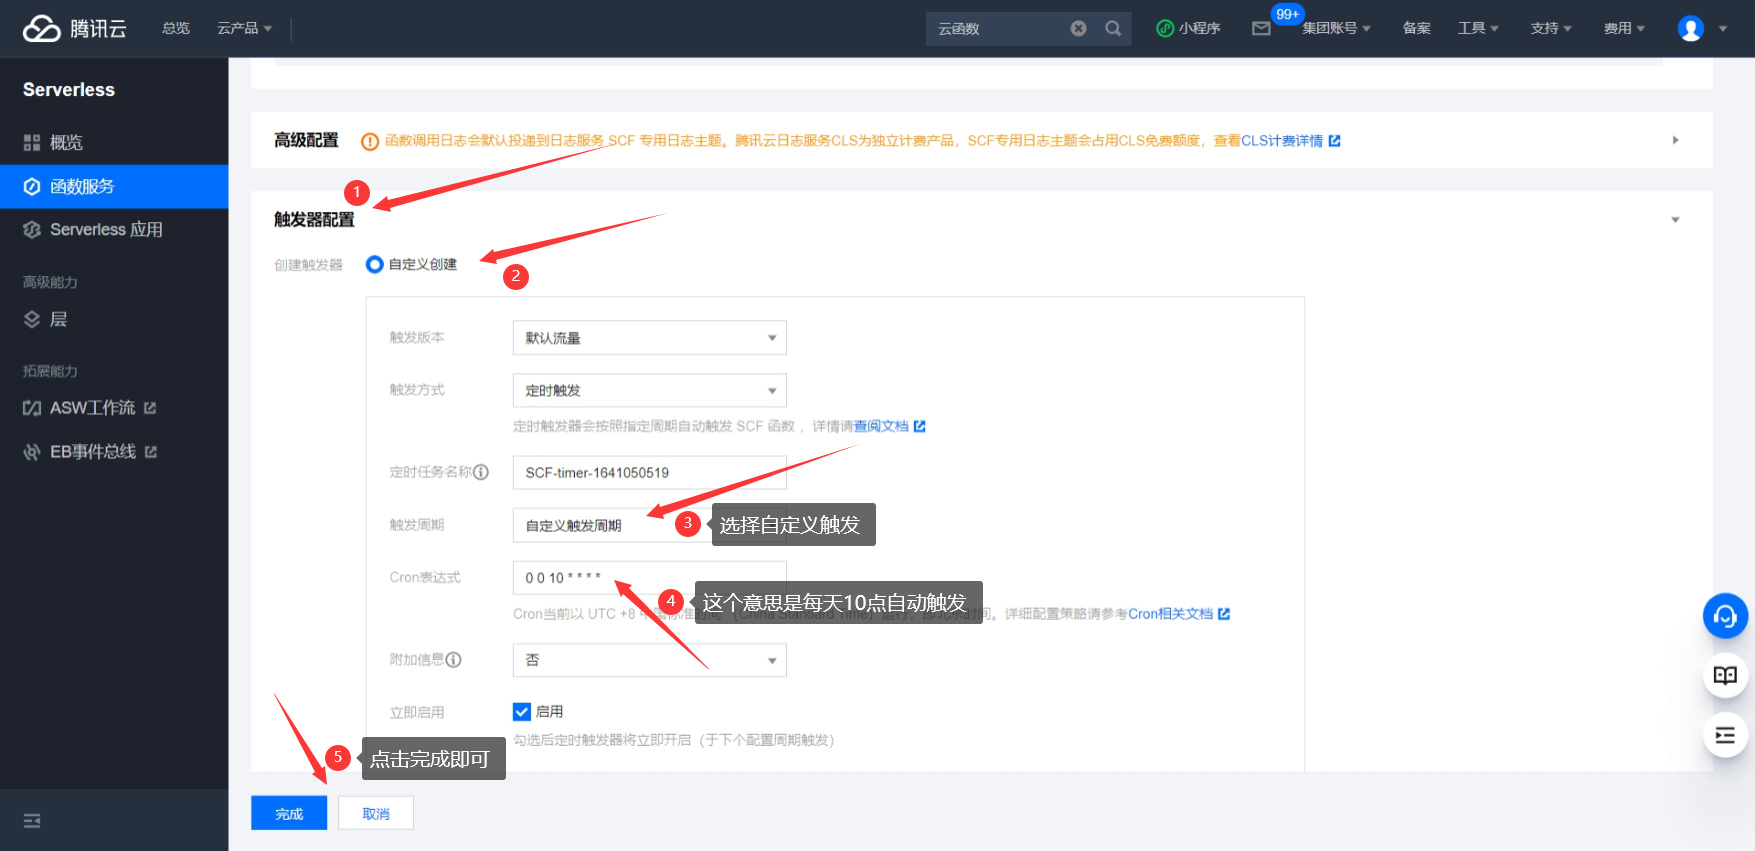 腾讯云
总览
云产品
云函数
小程序
99+
集团账号
备案
工具
支持
费用
Serverless
概览
函数服务
Serverless 应用
高级能力
层
拓展能力
ASW工作流
EB事件总线
高级配置
函数调用日志会默认投递到日志服务 SCF 专用日志主题。腾讯云日志服务CLS为独立计费产品，SCF专用日志主题会占用CLS免费额度，查看CLS计费详情
1
触发器配置
创建触发器
自定义创建
2
触发版本
默认流量
触发方式
定时触发
定时触发器会按照指定周期自动触发 SCF 函数 ，详情请查阅文档
定时任务名称
SCF-timer-1641050519
触发周期
自定义触发周期
3
选择自定义触发
Cron表达式
0 0 10 * * * *
4
这个意思是每天10点自动触发
Cron当前以 UTC +8 中国标准时间 （China Standard Time）运行，即北京时间。详细配置策略请参考Cron相关文档
附加信息
否
立即启用
启用
勾选后定时触发器将立即开启（于下个配置周期触发）
5
点击完成即可
完成
取消